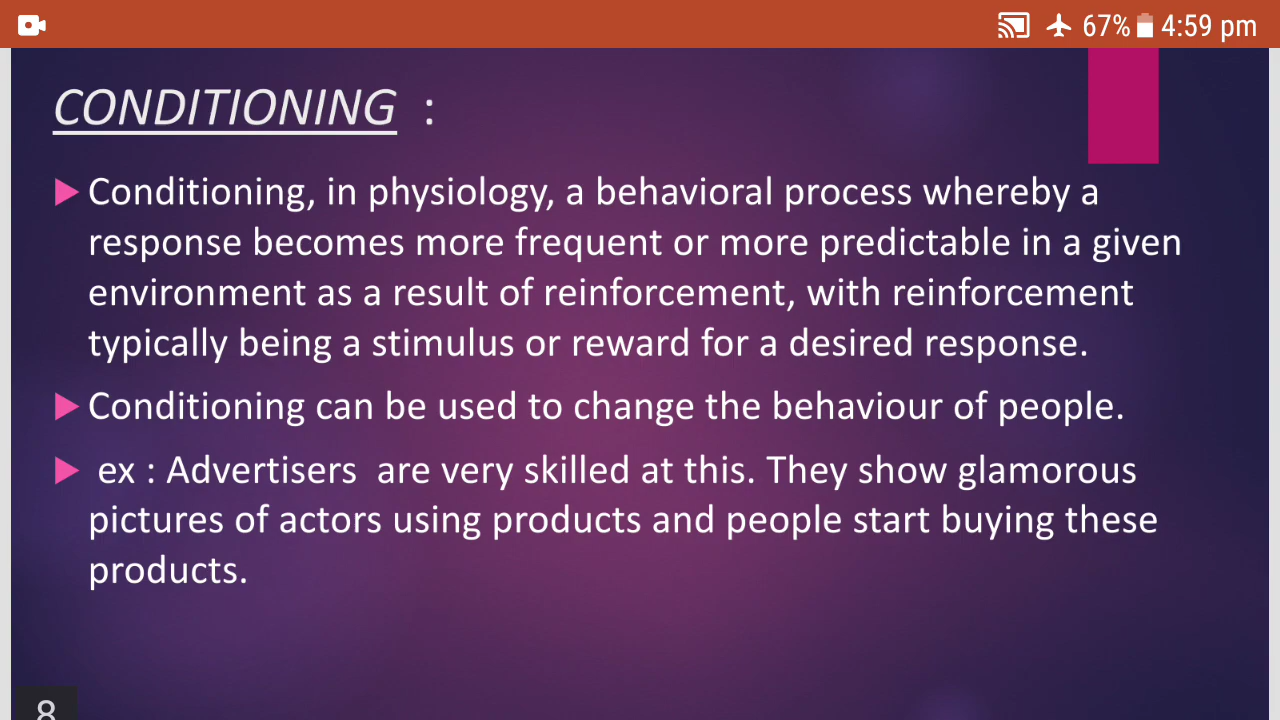 67% 4:59 pm
CONDITIONING :
Conditioning, in physiology, a behavioral process whereby a
response becomes more frequent or more predictable in a given
environment as a result of reinforcement, with reinforcement
typically being a stimulus or reward for a desired response.
Conditioning can be used to change the behaviour of people.
ex : Advertisers are very skilled at this. They show glamorous
pictures of actors using products and people start buying these
products.
8